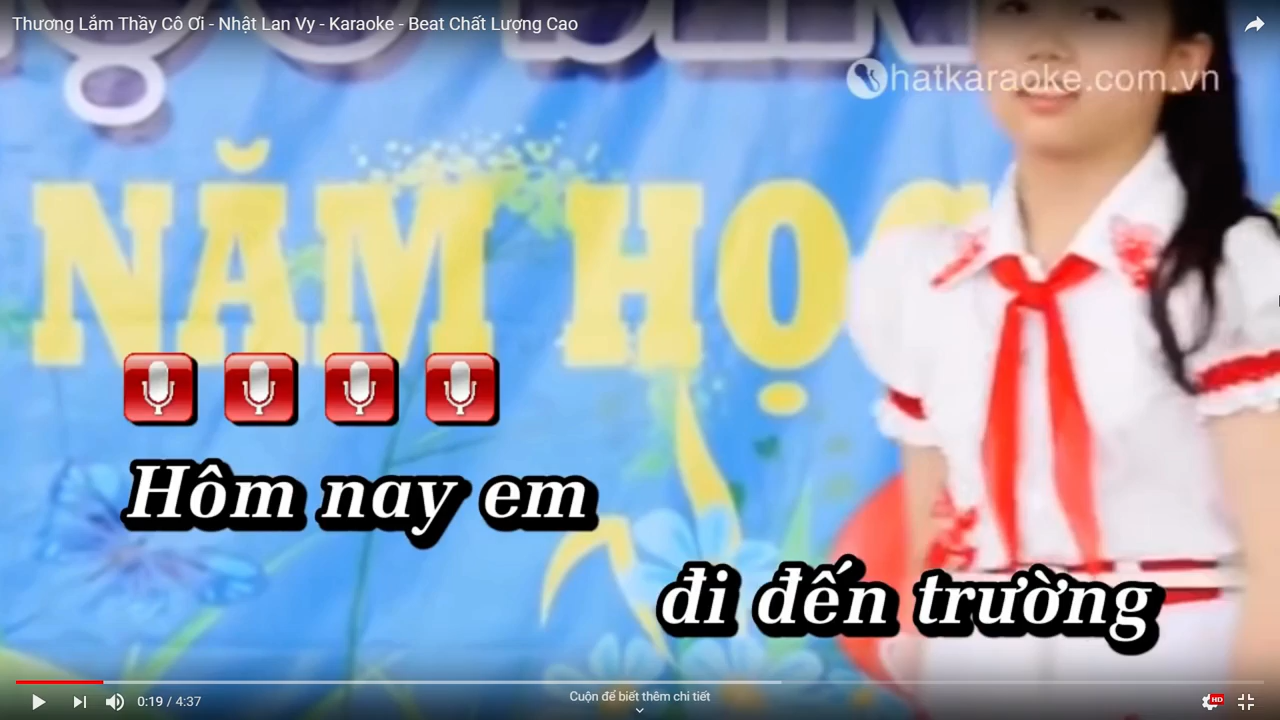 Thương Lắm Thầy Cô Ơi - Nhật Lan Vy - Karaoke - Beat Chất Lượng Cao
hatkaraoke.com.vn
NĂM HỌC
Hôm nay em
đi đến trường
0:19 / 4:37
Cuộn để biết thêm chi tiết
HD